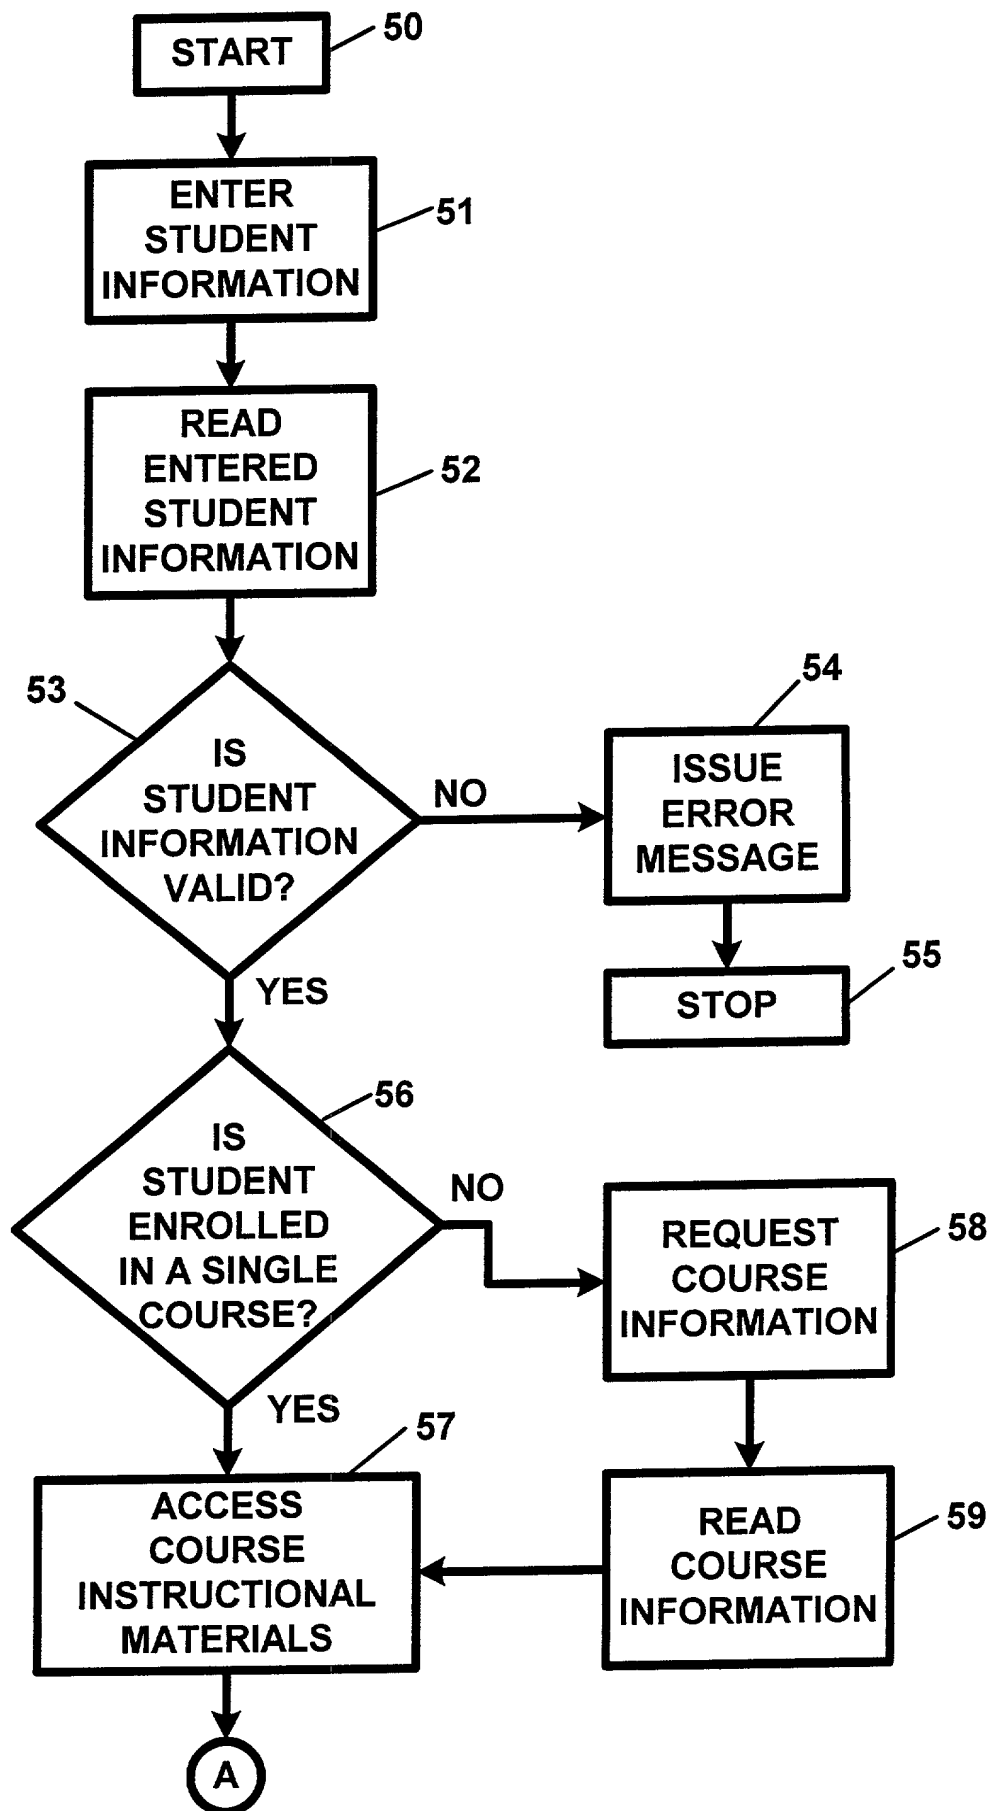 START
50
ENTER
STUDENT
INFORMATION
51
READ
ENTERED
STUDENT
INFORMATION
52
53
IS
STUDENT
INFORMATION
VALID?
NO
54
ISSUE
ERROR
MESSAGE
55
STOP
YES
56
IS
STUDENT
ENROLLED
IN A SINGLE
COURSE?
NO
58
REQUEST
COURSE
INFORMATION
YES
57
ACCESS
COURSE
INSTRUCTIONAL
MATERIALS
59
READ
COURSE
INFORMATION
A